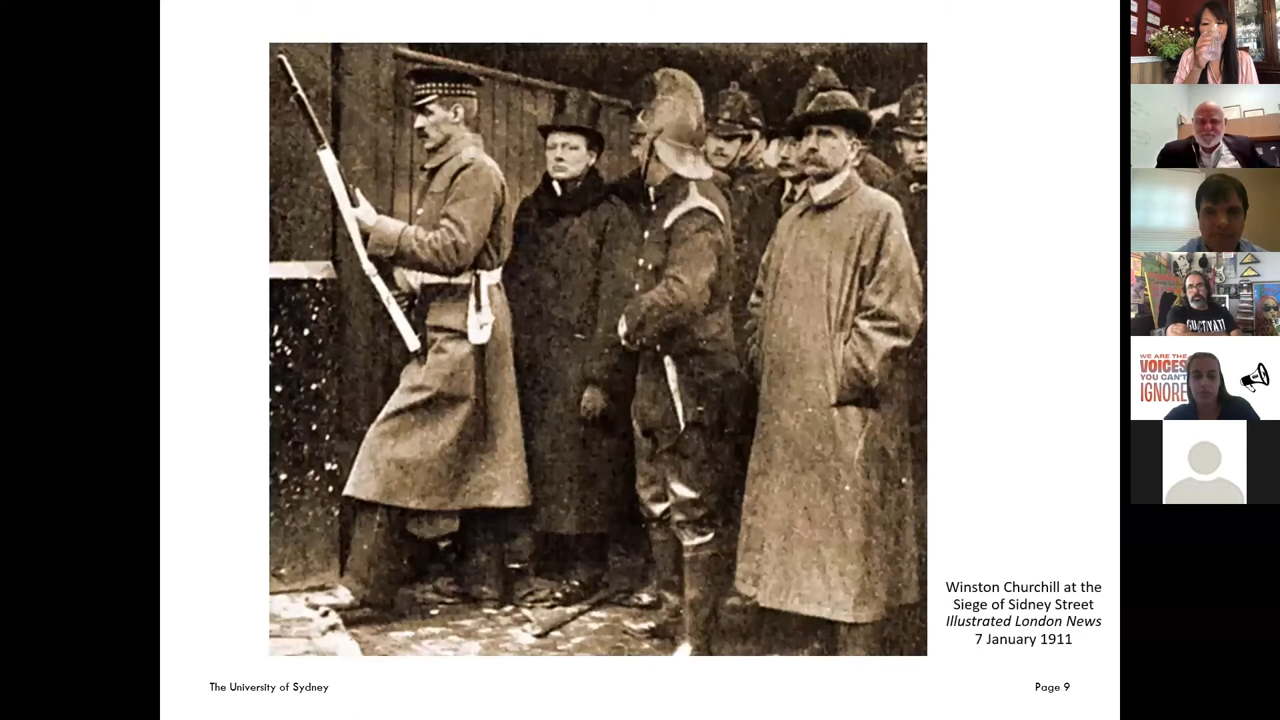 Winston Churchill at the
Siege of Sidney Street
Illustrated London News
7 January 1911
The University of Sydney
Page 9
WE ARE THE
VOICES
YOU CAN'T
IGNORE